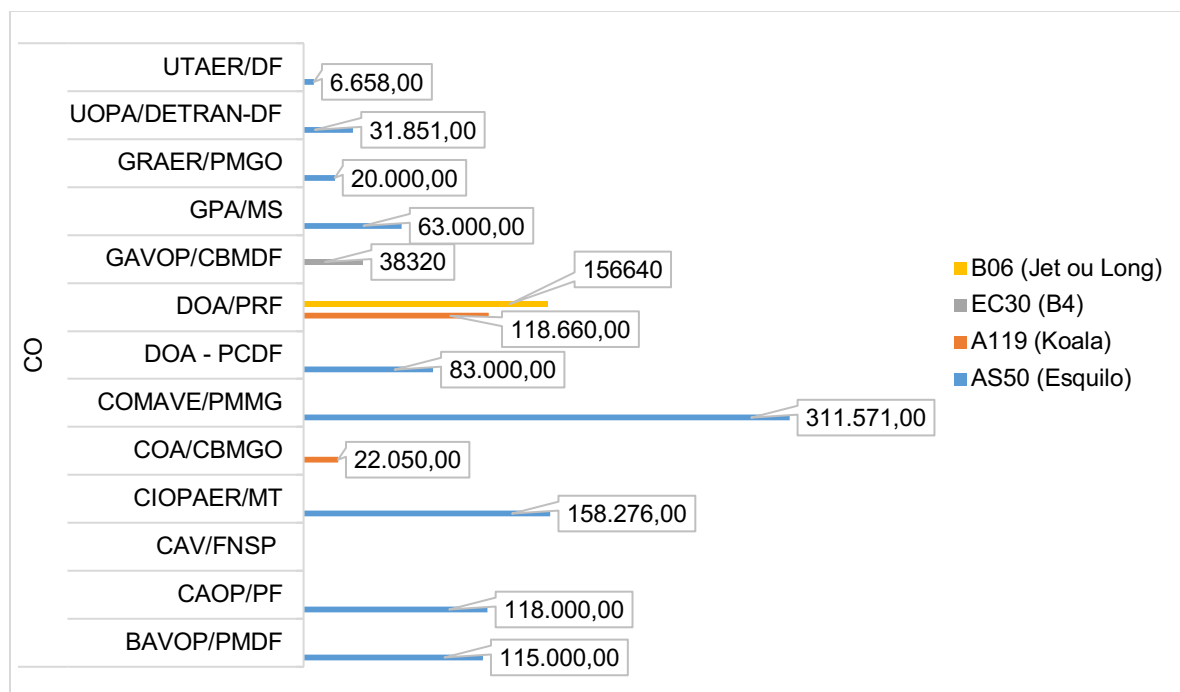 CO
UTAER/DF
6.658,00
UOPA/DETRAN-DF
31.851,00
GRAER/PMGO
20.000,00
GPA/MS
63.000,00
GAVOP/CBMDF
38320
DOA/PRF
156640
118.660,00
DOA - PCDF
83.000,00
COMAVE/PMMG
311.571,00
COA/CBMGO
22.050,00
CIOPAER/MT
158.276,00
CAV/FNSP
CAOP/PF
118.000,00
BAVOP/PMDF
115.000,00
B06 (Jet ou Long)
EC30 (B4)
A119 (Koala)
AS50 (Esquilo)